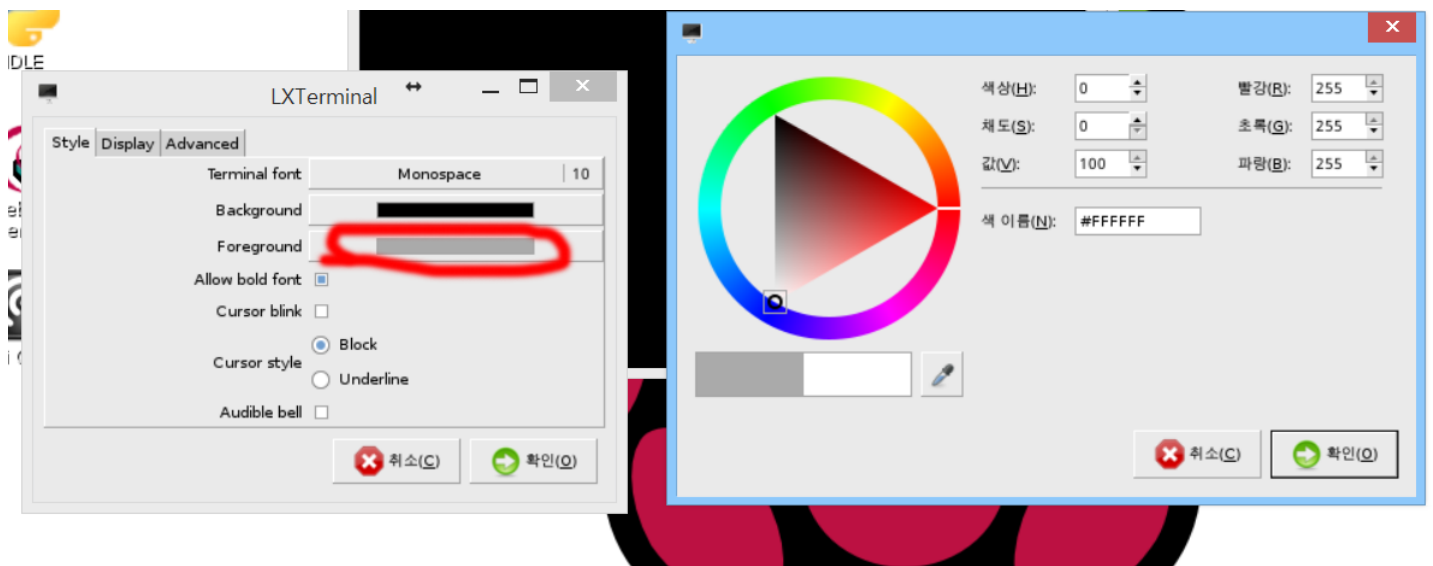 IDLE
LXTerminal
Style Display Advanced
Terminal font Monospace 10
Background
Foreground
Allow bold font
Cursor blink
Cursor style Block
Underline
Audible bell
취소(C) 확인(O)
색상(H): 0 빨강(R): 255
채도(S): 0 초록(G): 255
값(V): 100 파랑(B): 255
색 이름(N): #FFFFFF
취소(C) 확인(O)